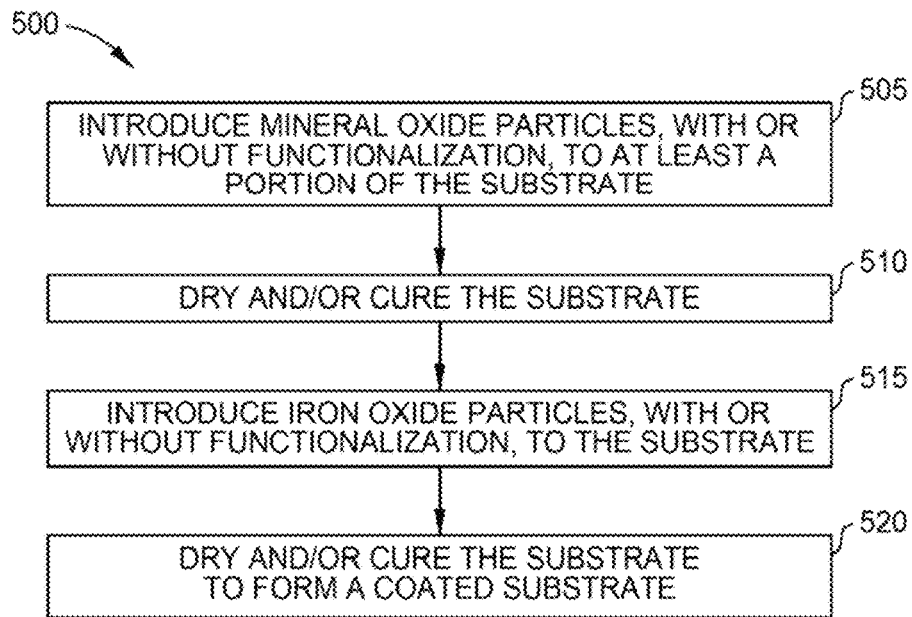 500
505
INTRODUCE MINERAL OXIDE PARTICLES, WITH OR
WITHOUT FUNCTIONALIZATION, TO AT LEAST A
PORTION OF THE SUBSTRATE
510
DRY AND/OR CURE THE SUBSTRATE
515
INTRODUCE IRON OXIDE PARTICLES, WITH OR
WITHOUT FUNCTIONALIZATION, TO THE SUBSTRATE
520
DRY AND/OR CURE THE SUBSTRATE
TO FORM A COATED SUBSTRATE